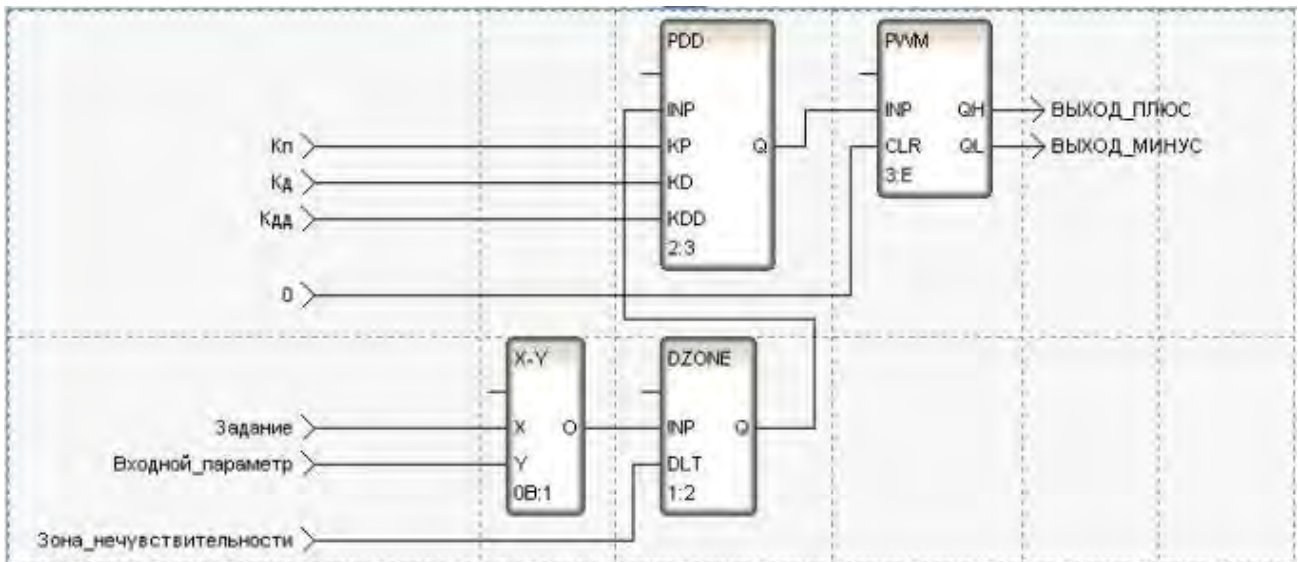 PDD
PWM
INP
INP QH
ВЫХОД_ПЛЮС
Кп
KP Q
CLR QL
ВЫХОД_МИНУС
Кд
KD
3:E
Кдд
KDD
2:3
0
X-Y
DZONE
Задание
X O
INP Q
Входной_параметр
Y
DLT
0B:1
1:2
Зона_нечувствительности